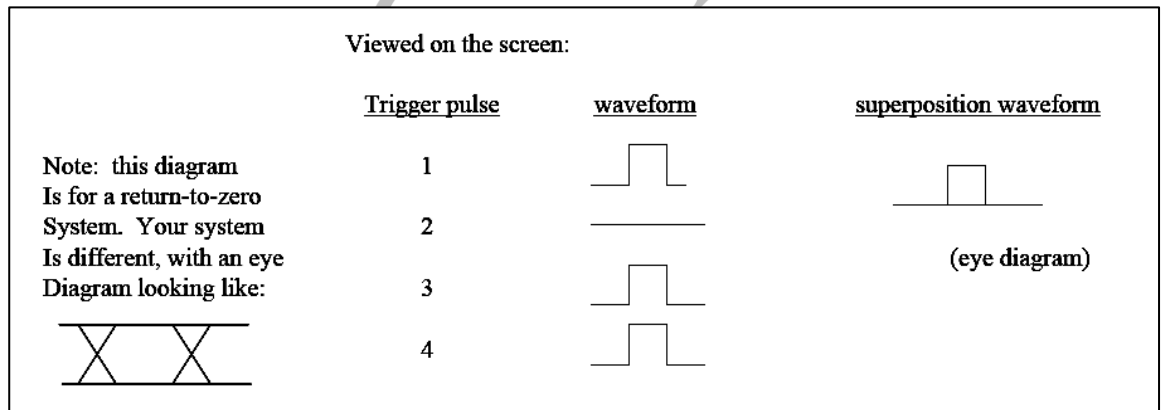 Viewed on the screen:
Trigger pulse waveform superposition waveform
Note: this diagram 1
Is for a return-to-zero
System. Your system 2
Is different, with an eye (eye diagram)
Diagram looking like: 3
4